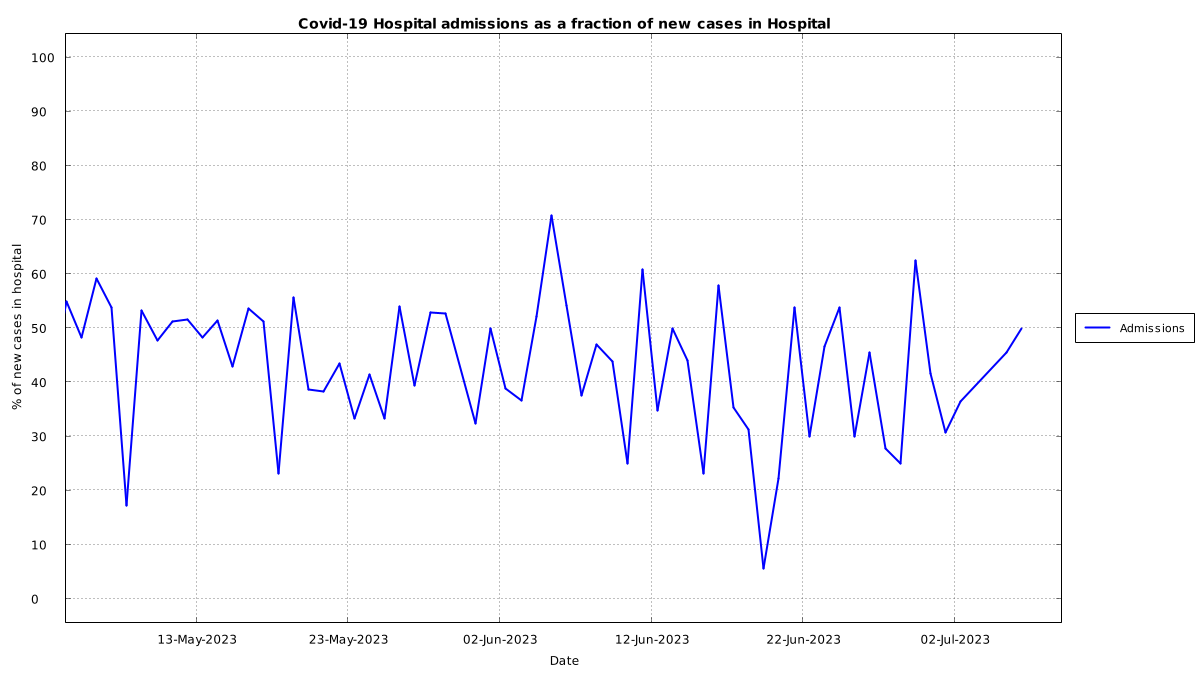 Covid-19 Hospital admissions as a fraction of new cases in Hospital
100
90
80
70
60
50
40
30
20
10
0
% of new cases in hospital
13-May-2023 23-May-2023 02-Jun-2023 12-Jun-2023 22-Jun-2023 02-Jul-2023
Date
Admissions